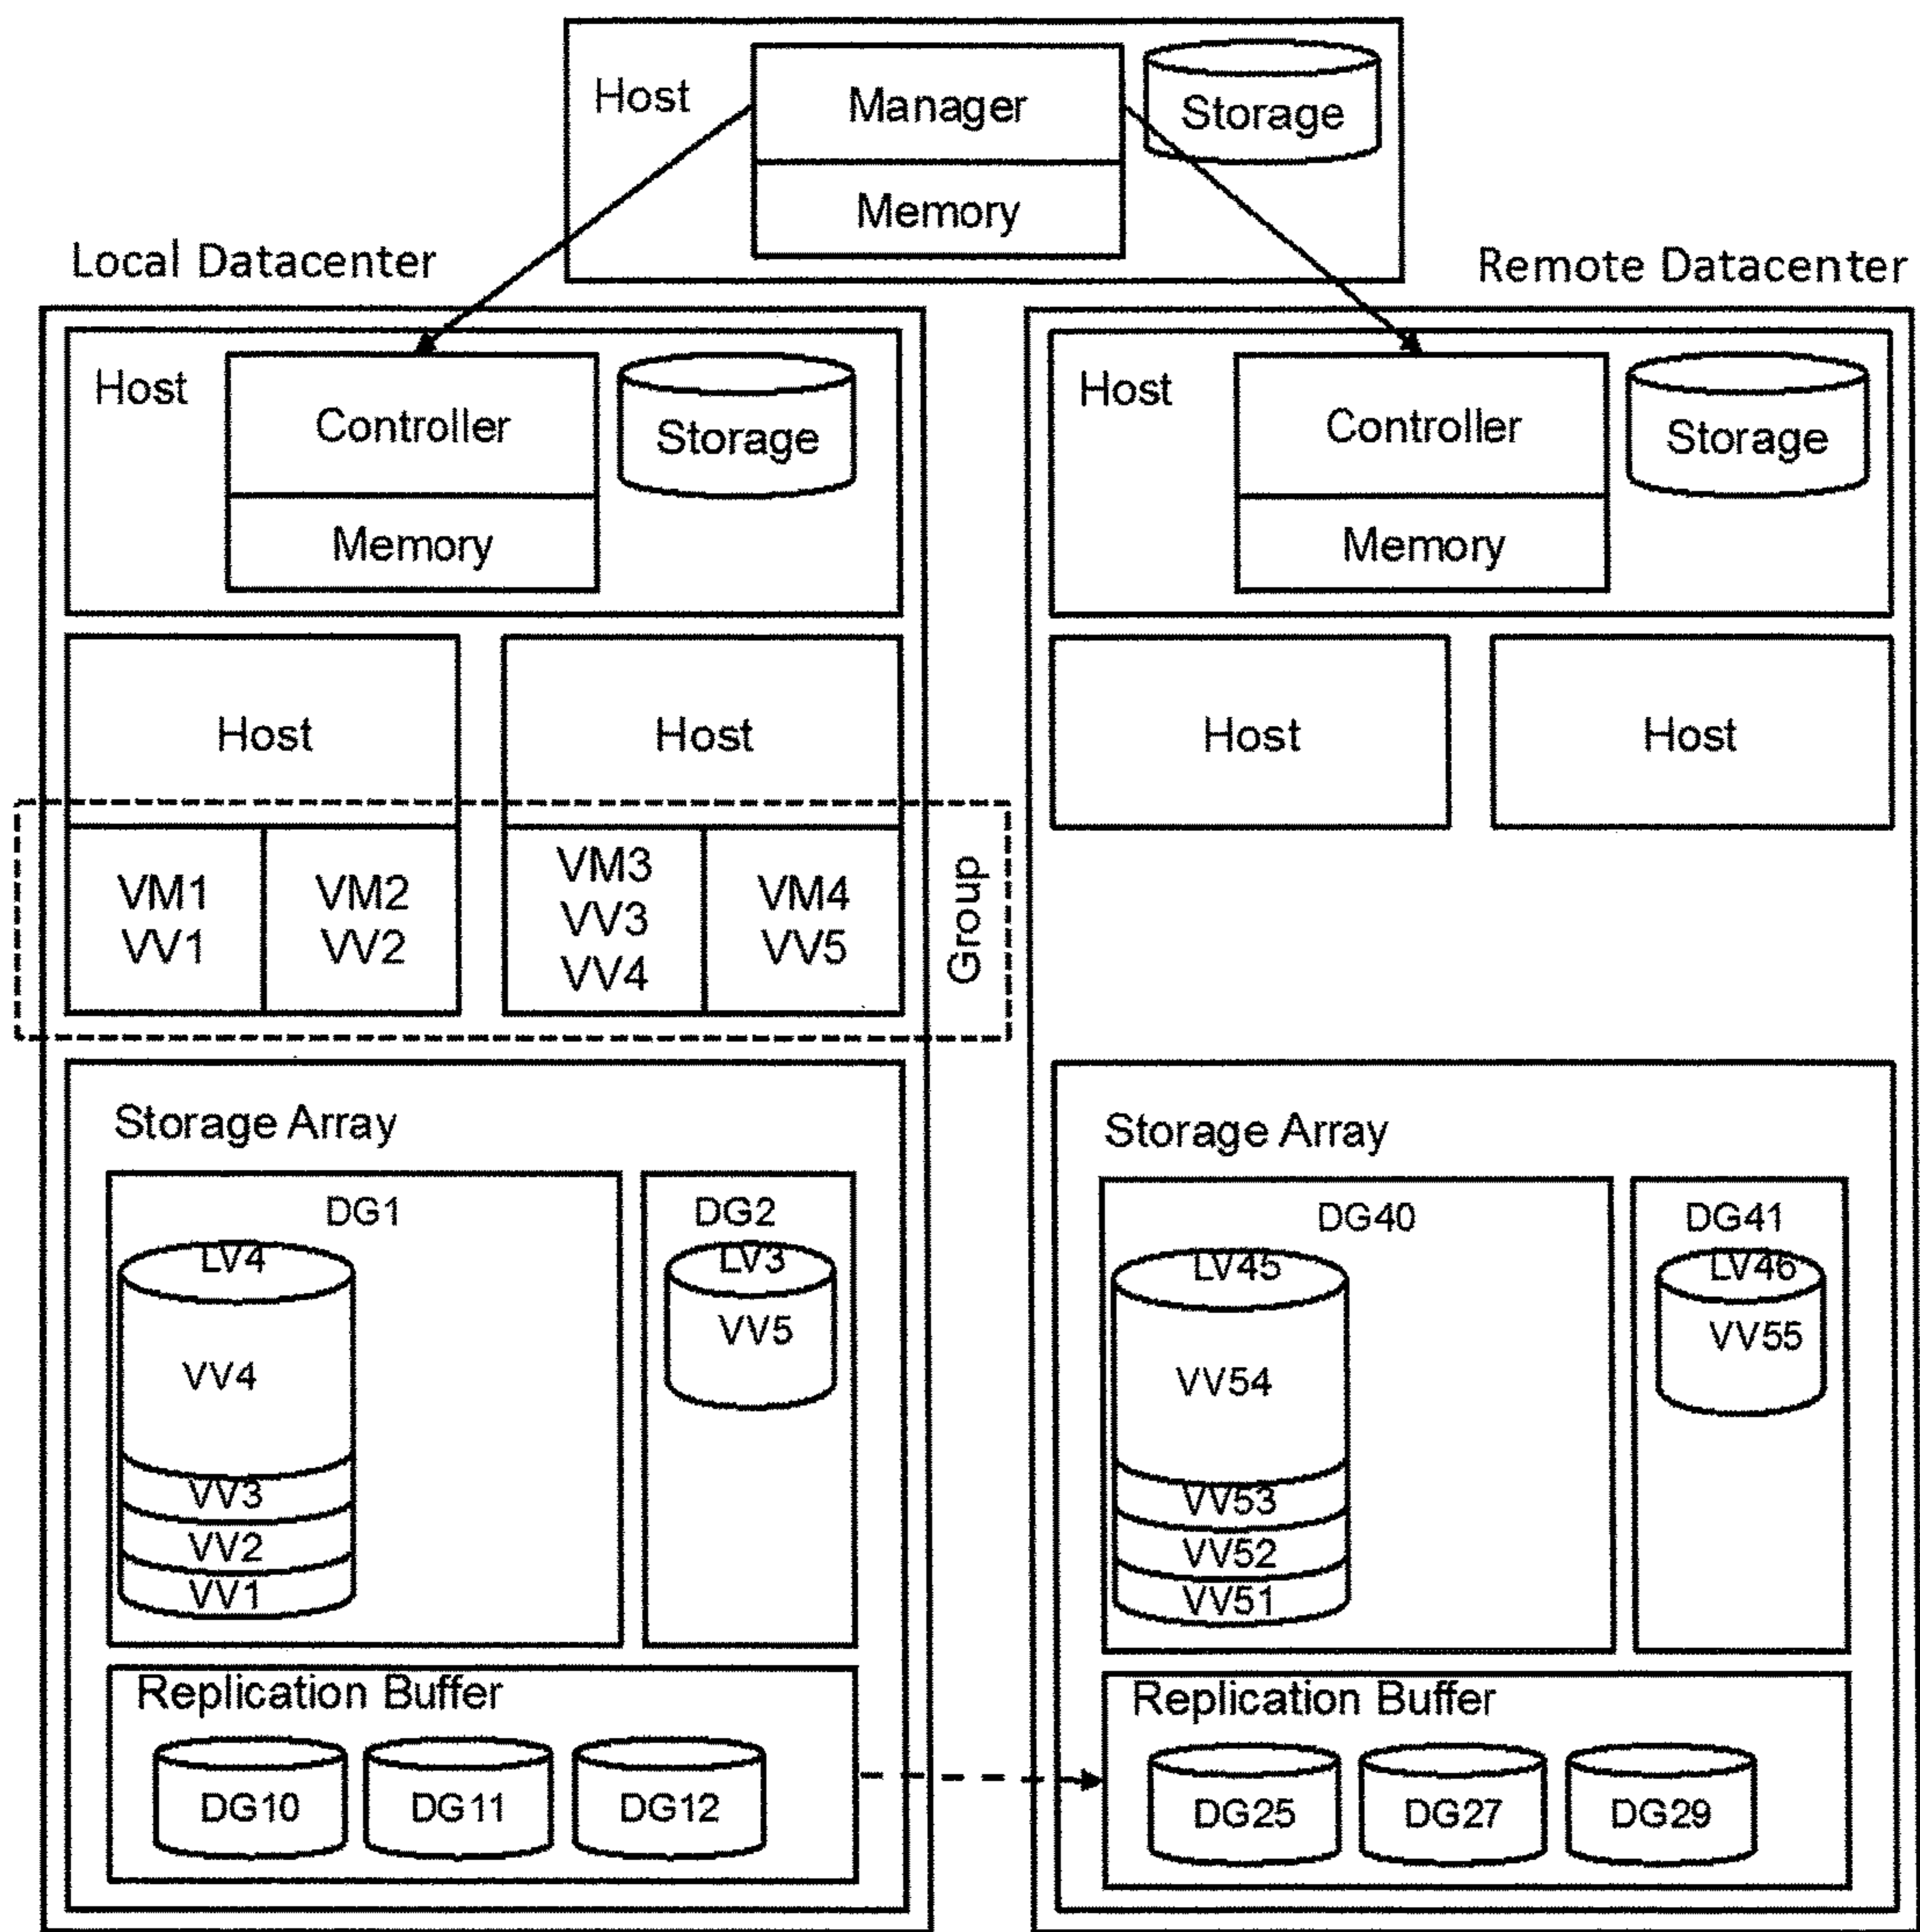 Host
Manager
Storage
Memory
Local Datacenter
Host
Controller
Storage
Memory
Host
Host
VM1
VV1
VM2
VV2
VM3
VV3
VV4
VM4
VV5
Group
Storage Array
DG1
LV4
VV4
VV3
VV2
VV1
DG2
LV3
VV5
Replication Buffer
DG10
DG11
DG12
Remote Datacenter
Host
Controller
Storage
Memory
Host
Host
Storage Array
DG40
LV45
VV54
VV53
VV52
VV51
DG41
LV46
VV55
Replication Buffer
DG25
DG27
DG29